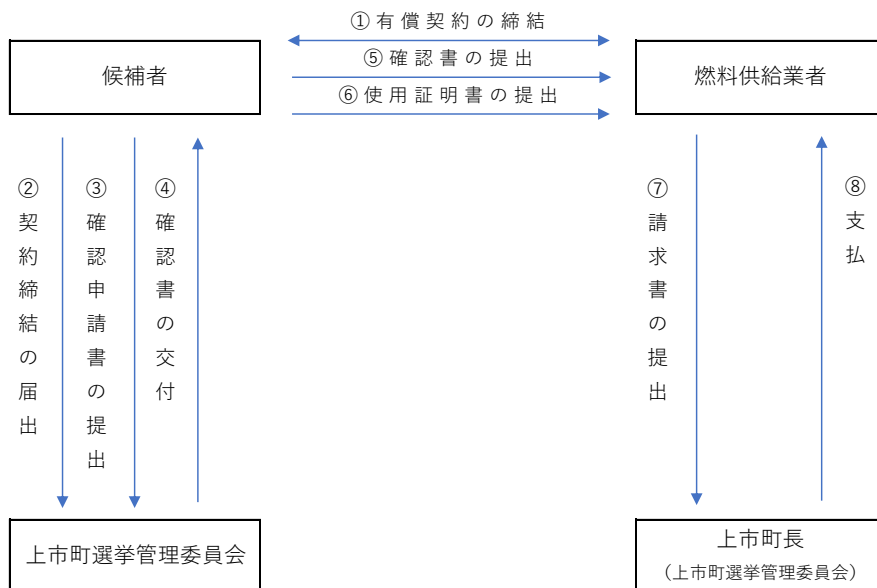 ①有償契約の締結
候補者
⑤確認書の提出
燃料供給業者
⑥使用証明書の提出
②契約締結の届出
③確認申請書の提出
④確認書の交付
⑦請求書の提出
⑧支払
上市町選挙管理委員会
上市町長
（上市町選挙管理委員会）